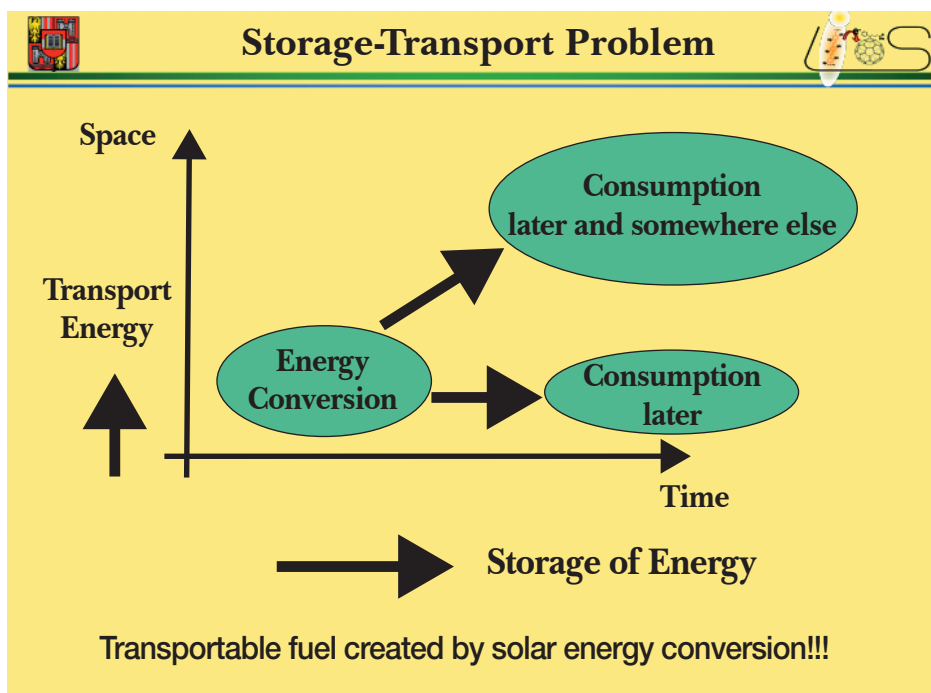 Storage-Transport Problem
Space
Consumption
later and somewhere else
Transport
Energy
Energy
Conversion
Consumption
later
Time
Storage of Energy
Transportable fuel created by solar energy conversion!!!